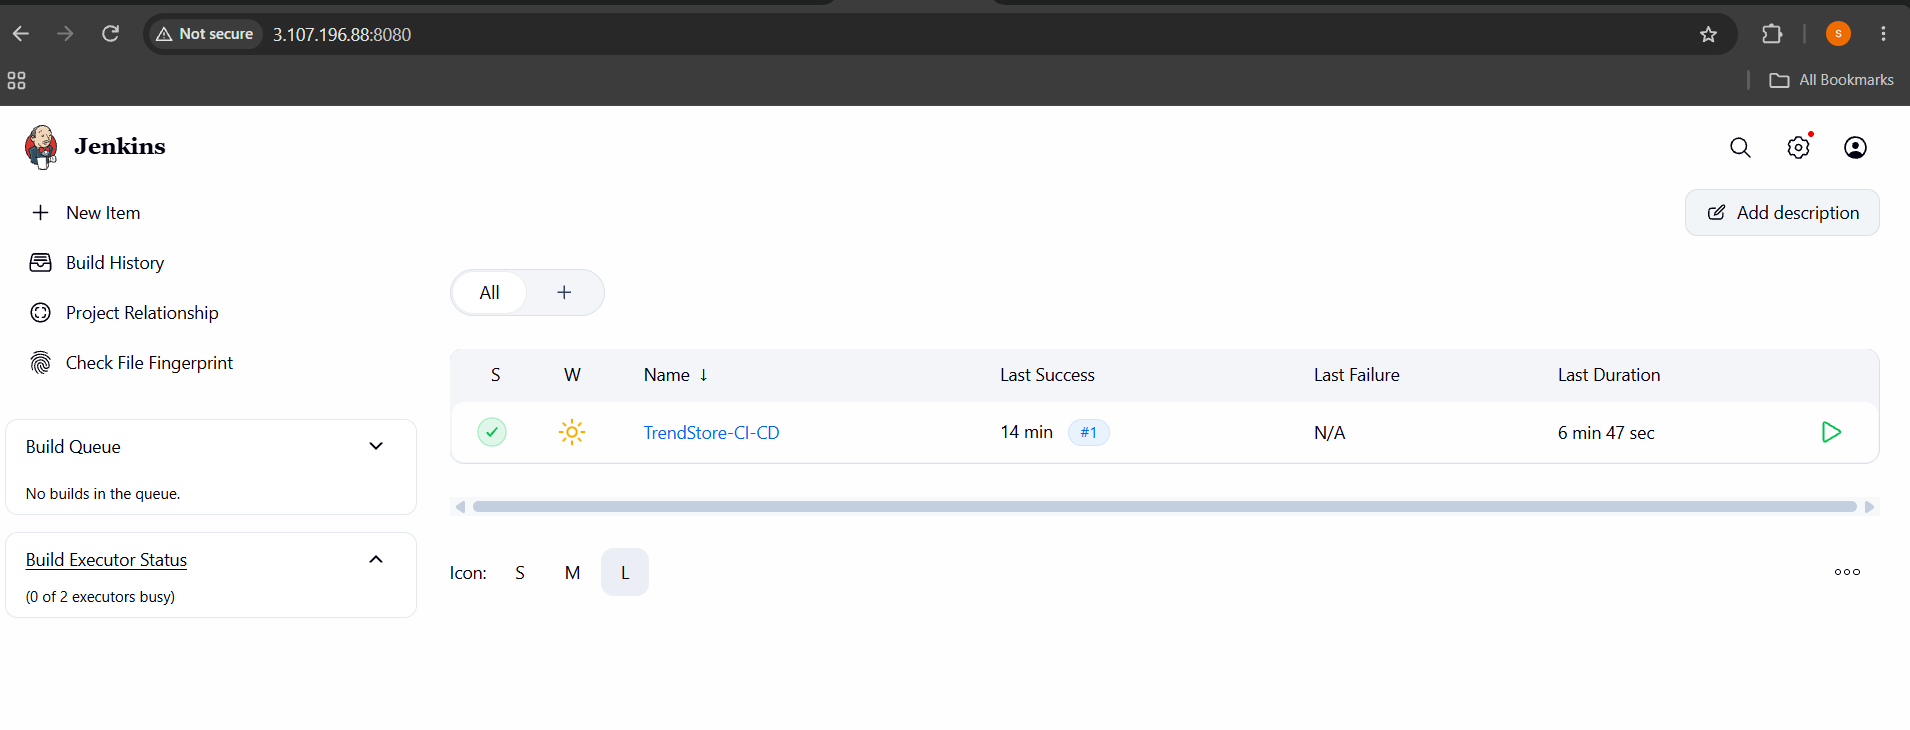 Not secure 3.107.196.88:8080 S
All Bookmarks
Jenkins
New Item
Add description
Build History
All +
Project Relationship
Check File Fingerprint
S W Name ↓ Last Success Last Failure Last Duration
TrendStore-CI-CD 14 min #1 N/A 6 min 47 sec
Build Queue
No builds in the queue.
Build Executor Status
(0 of 2 executors busy)
Icon: S M L